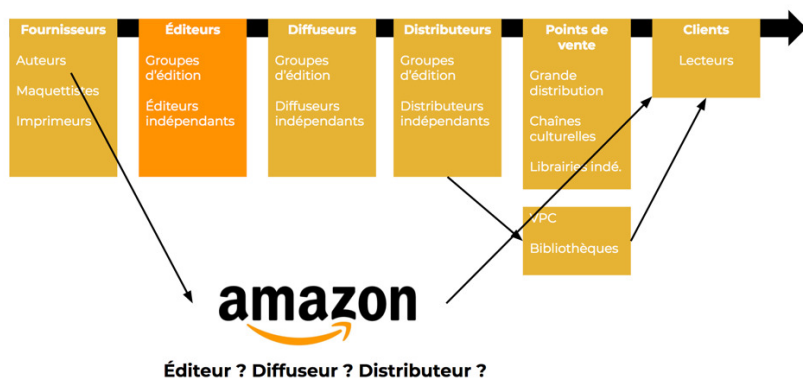 Fournisseurs
Auteurs
Maquettistes
Imprimeurs
Éditeurs
Groupes
d'édition
Éditeurs
indépendants
Diffuseurs
Groupes
d'édition
Diffuseurs
indépendants
Distributeurs
Groupes
d'édition
Distributeurs
indépendants
Points de
vente
Grande
distribution
Chaînes
culturelles
Librairies indé.
VPC
Bibliothèques
Clients
Lecteurs
amazon
Éditeur ? Diffuseur ? Distributeur ?